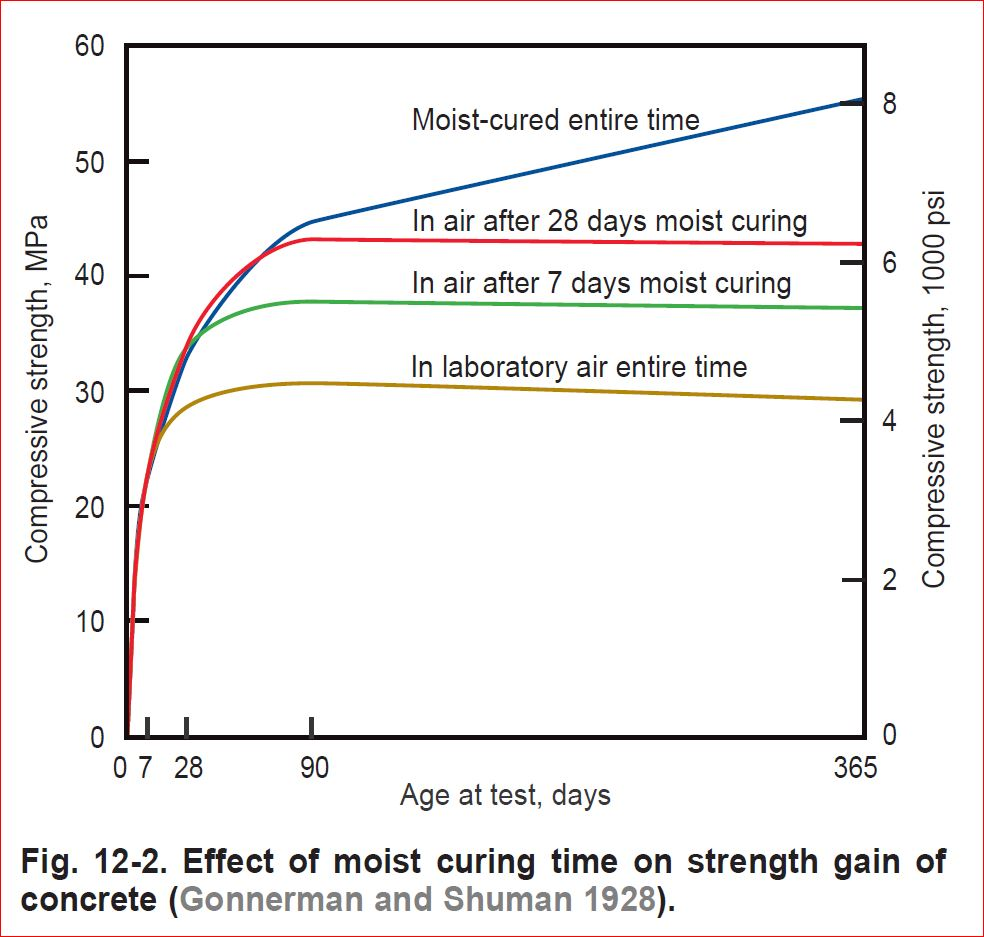 60
50
40
30
20
10
0
Compressive strength, MPa
Moist-cured entire time
In air after 28 days moist curing
In air after 7 days moist curing
In laboratory air entire time
8
6
4
2
0
Compressive strength, 1000 psi
0 7 28 90 365
Age at test, days
Fig. 12-2. Effect of moist curing time on strength gain of
concrete (Gonnerman and Shuman 1928).